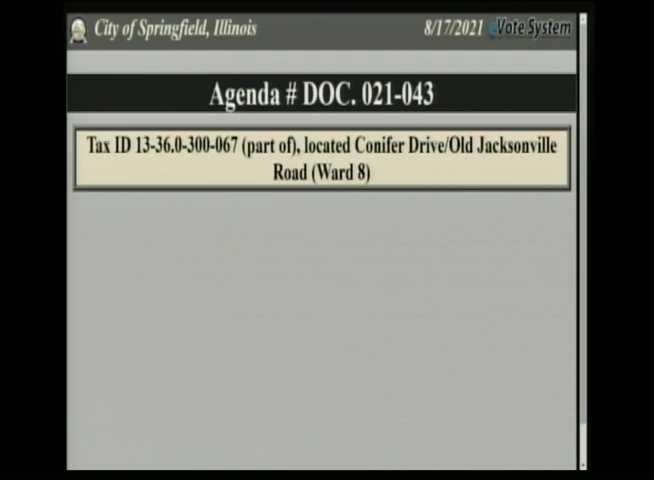 City of Springfield, Illinois
8/17/2021 eVote System
Agenda # DOC. 021-043
Tax ID 13-36.0-300-067 (part of), located Conifer Drive/Old Jacksonville
Road (Ward 8)